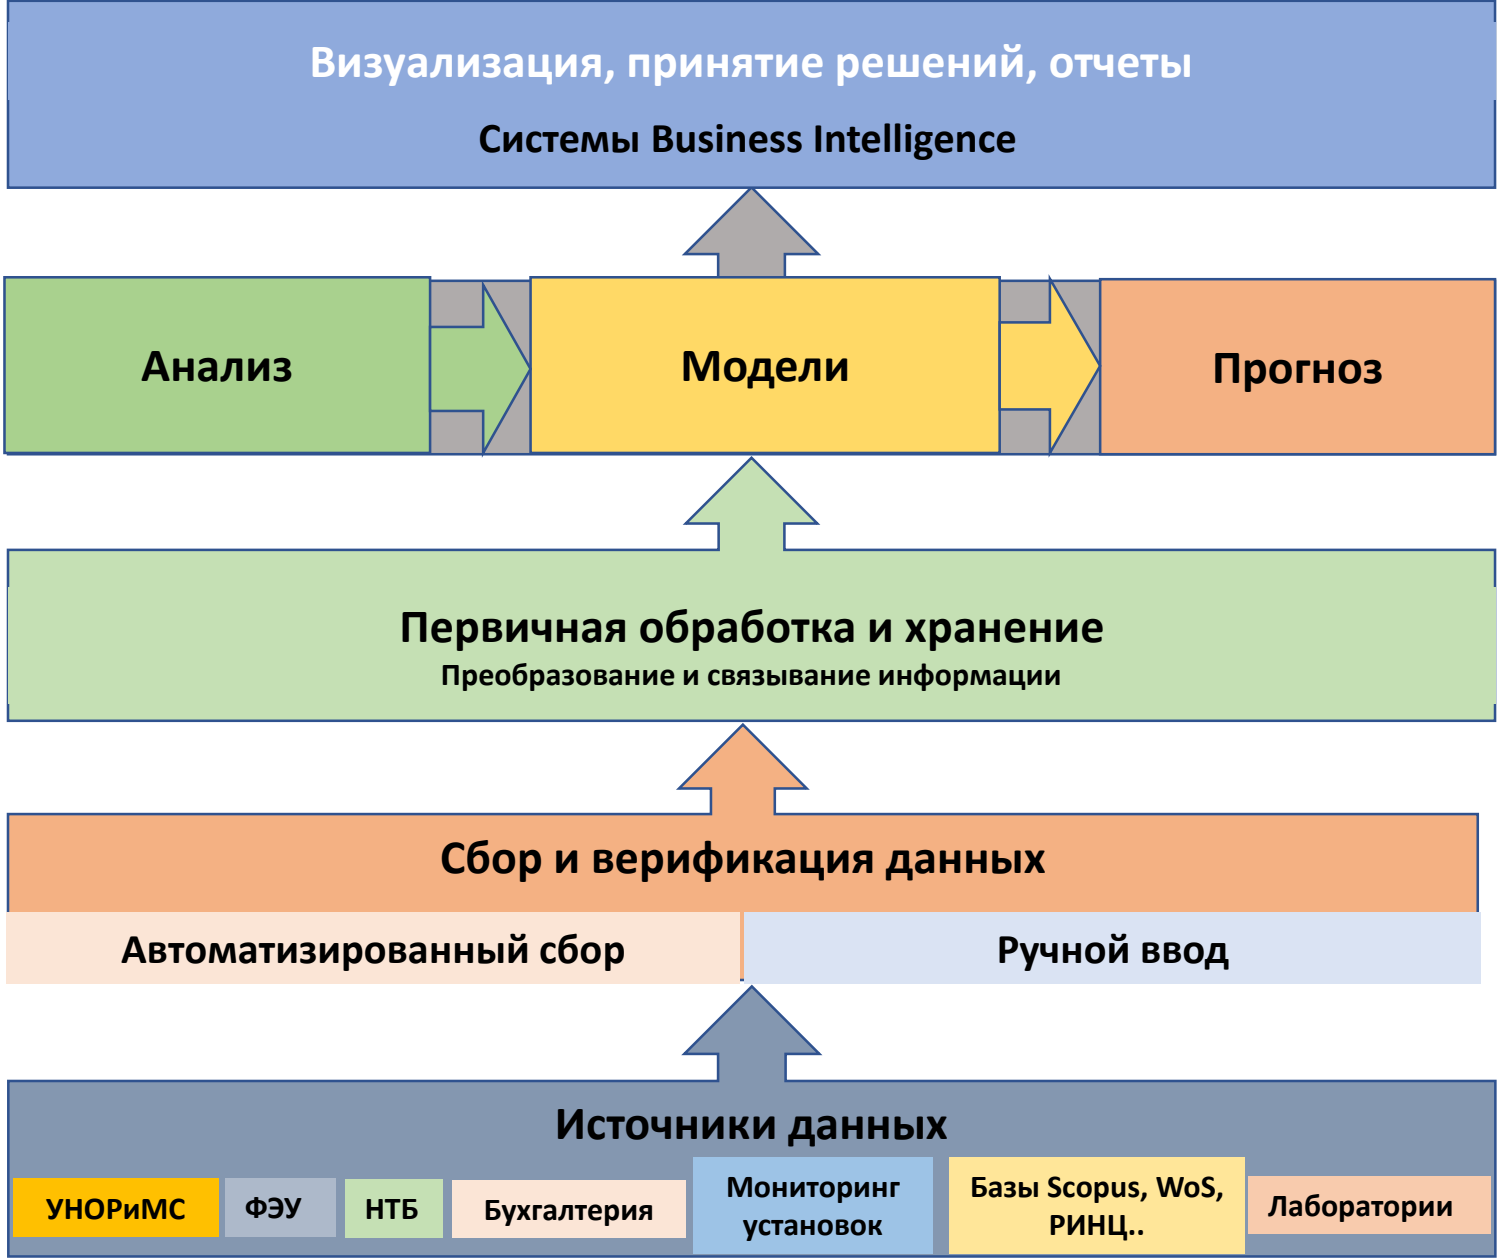 Визуализация, принятие решений, отчеты
Системы Business Intelligence
Анализ
Модели
Прогноз
Первичная обработка и хранение
Преобразование и связывание информации
Сбор и верификация данных
Автоматизированный сбор
Ручной ввод
Источники данных
УНОРиМС
ФЭУ
НТБ
Бухгалтерия
Мониторинг
установок
Базы Scopus, WoS,
РИНЦ..
Лаборатории